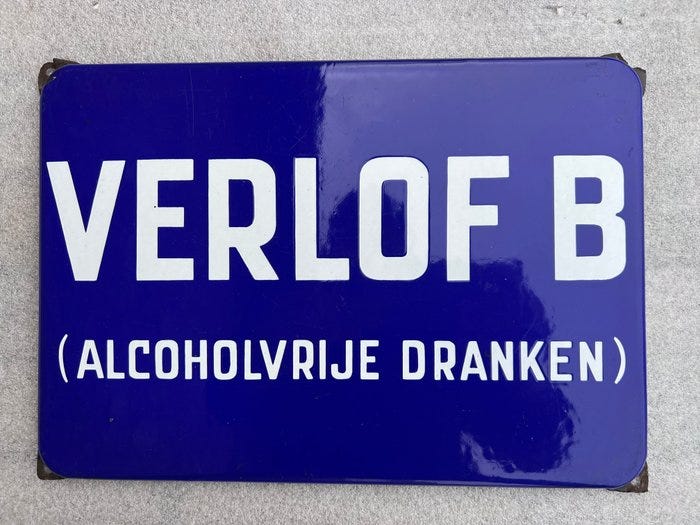 VERLOF B
(ALCOHOLVRIJE DRANKEN)